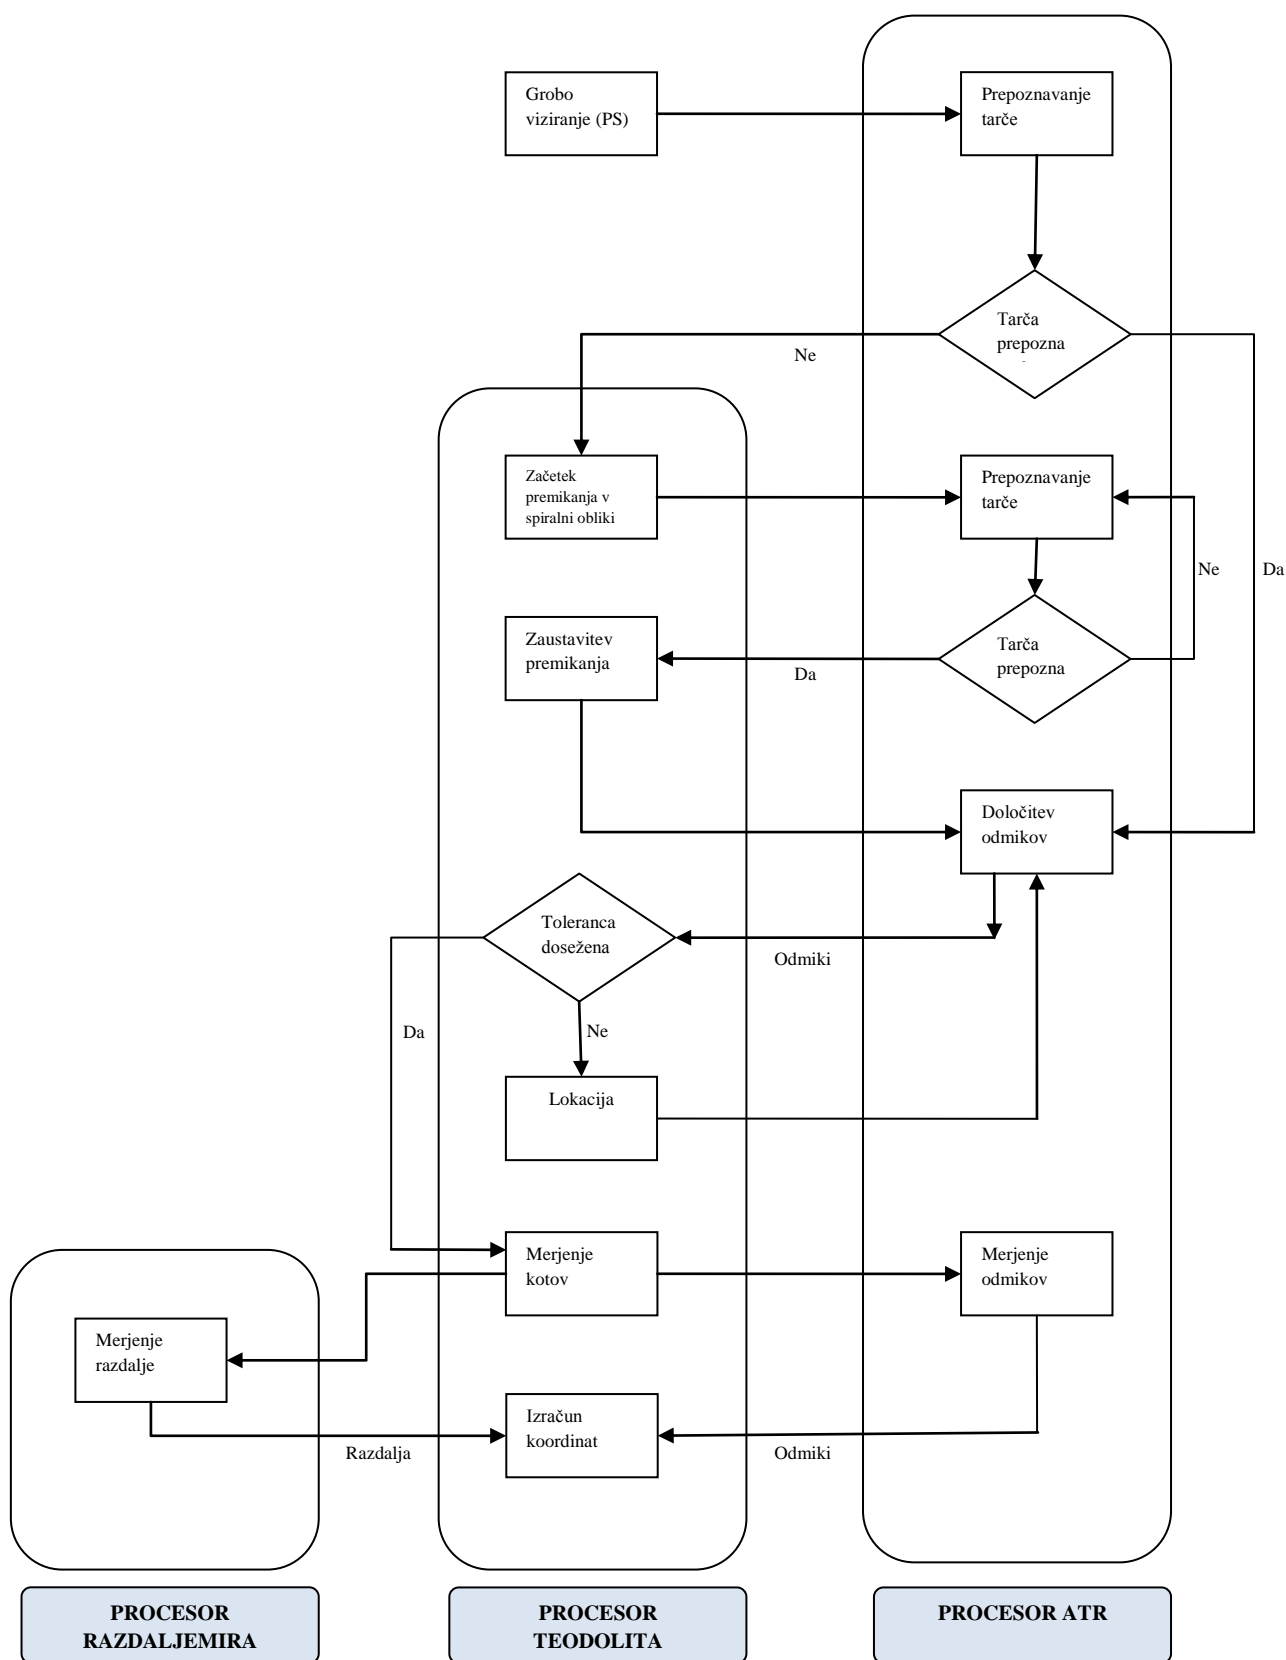 Grobo
viziranje (PS)
Prepoznavanje
tarče
Tarča
prepozna
Ne
Začetek
premikanja v
spiralni obliki
Prepoznavanje
tarče
Ne
Da
Zaustavitev
premikanja
Da
Tarča
prepozna
Določitev
odmikov
Toleranca
dosežena
Odmiki
Da
Ne
Lokacija
Merjenje
kotov
Merjenje
odmikov
Merjenje
razdalje
Izračun
koordinat
Razdalja
Odmiki
PROCESOR
RAZDALJEMIRA
PROCESOR
TEODOLITA
PROCESOR ATR